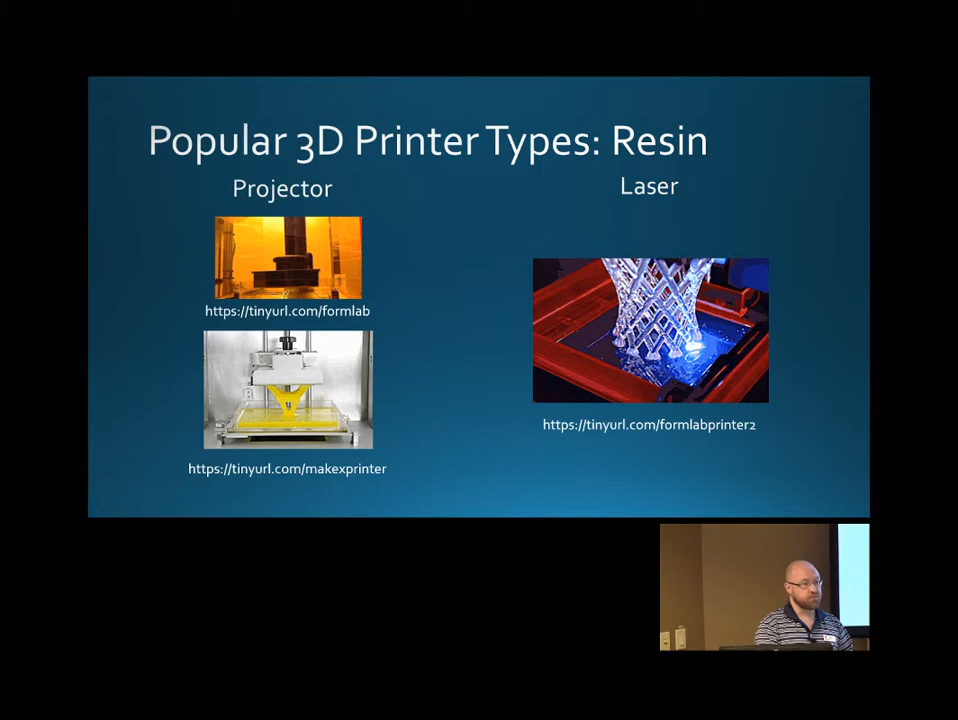 Popular 3D Printer Types: Resin
Projector
Laser
https://tinyurl.com/formlab
https://tinyurl.com/formlabprinter2
https://tinyurl.com/makexprinter